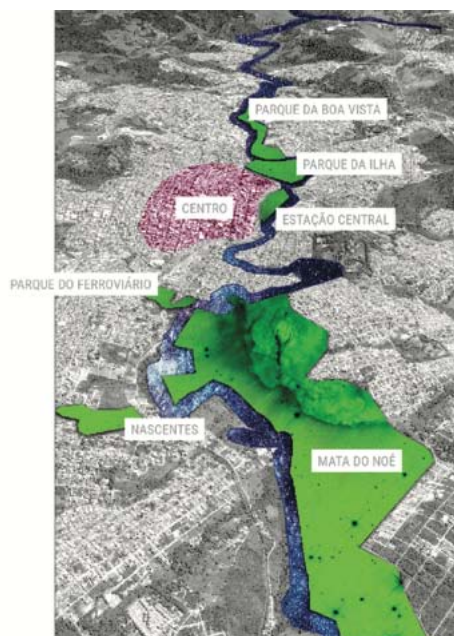 PARQUE DA BOA VISTA
PARQUE DA ILHA
CENTRO
ESTAÇÃO CENTRAL
PARQUE DO FERROVIÁRIO
NASCENTES
MATA DO NOÉ